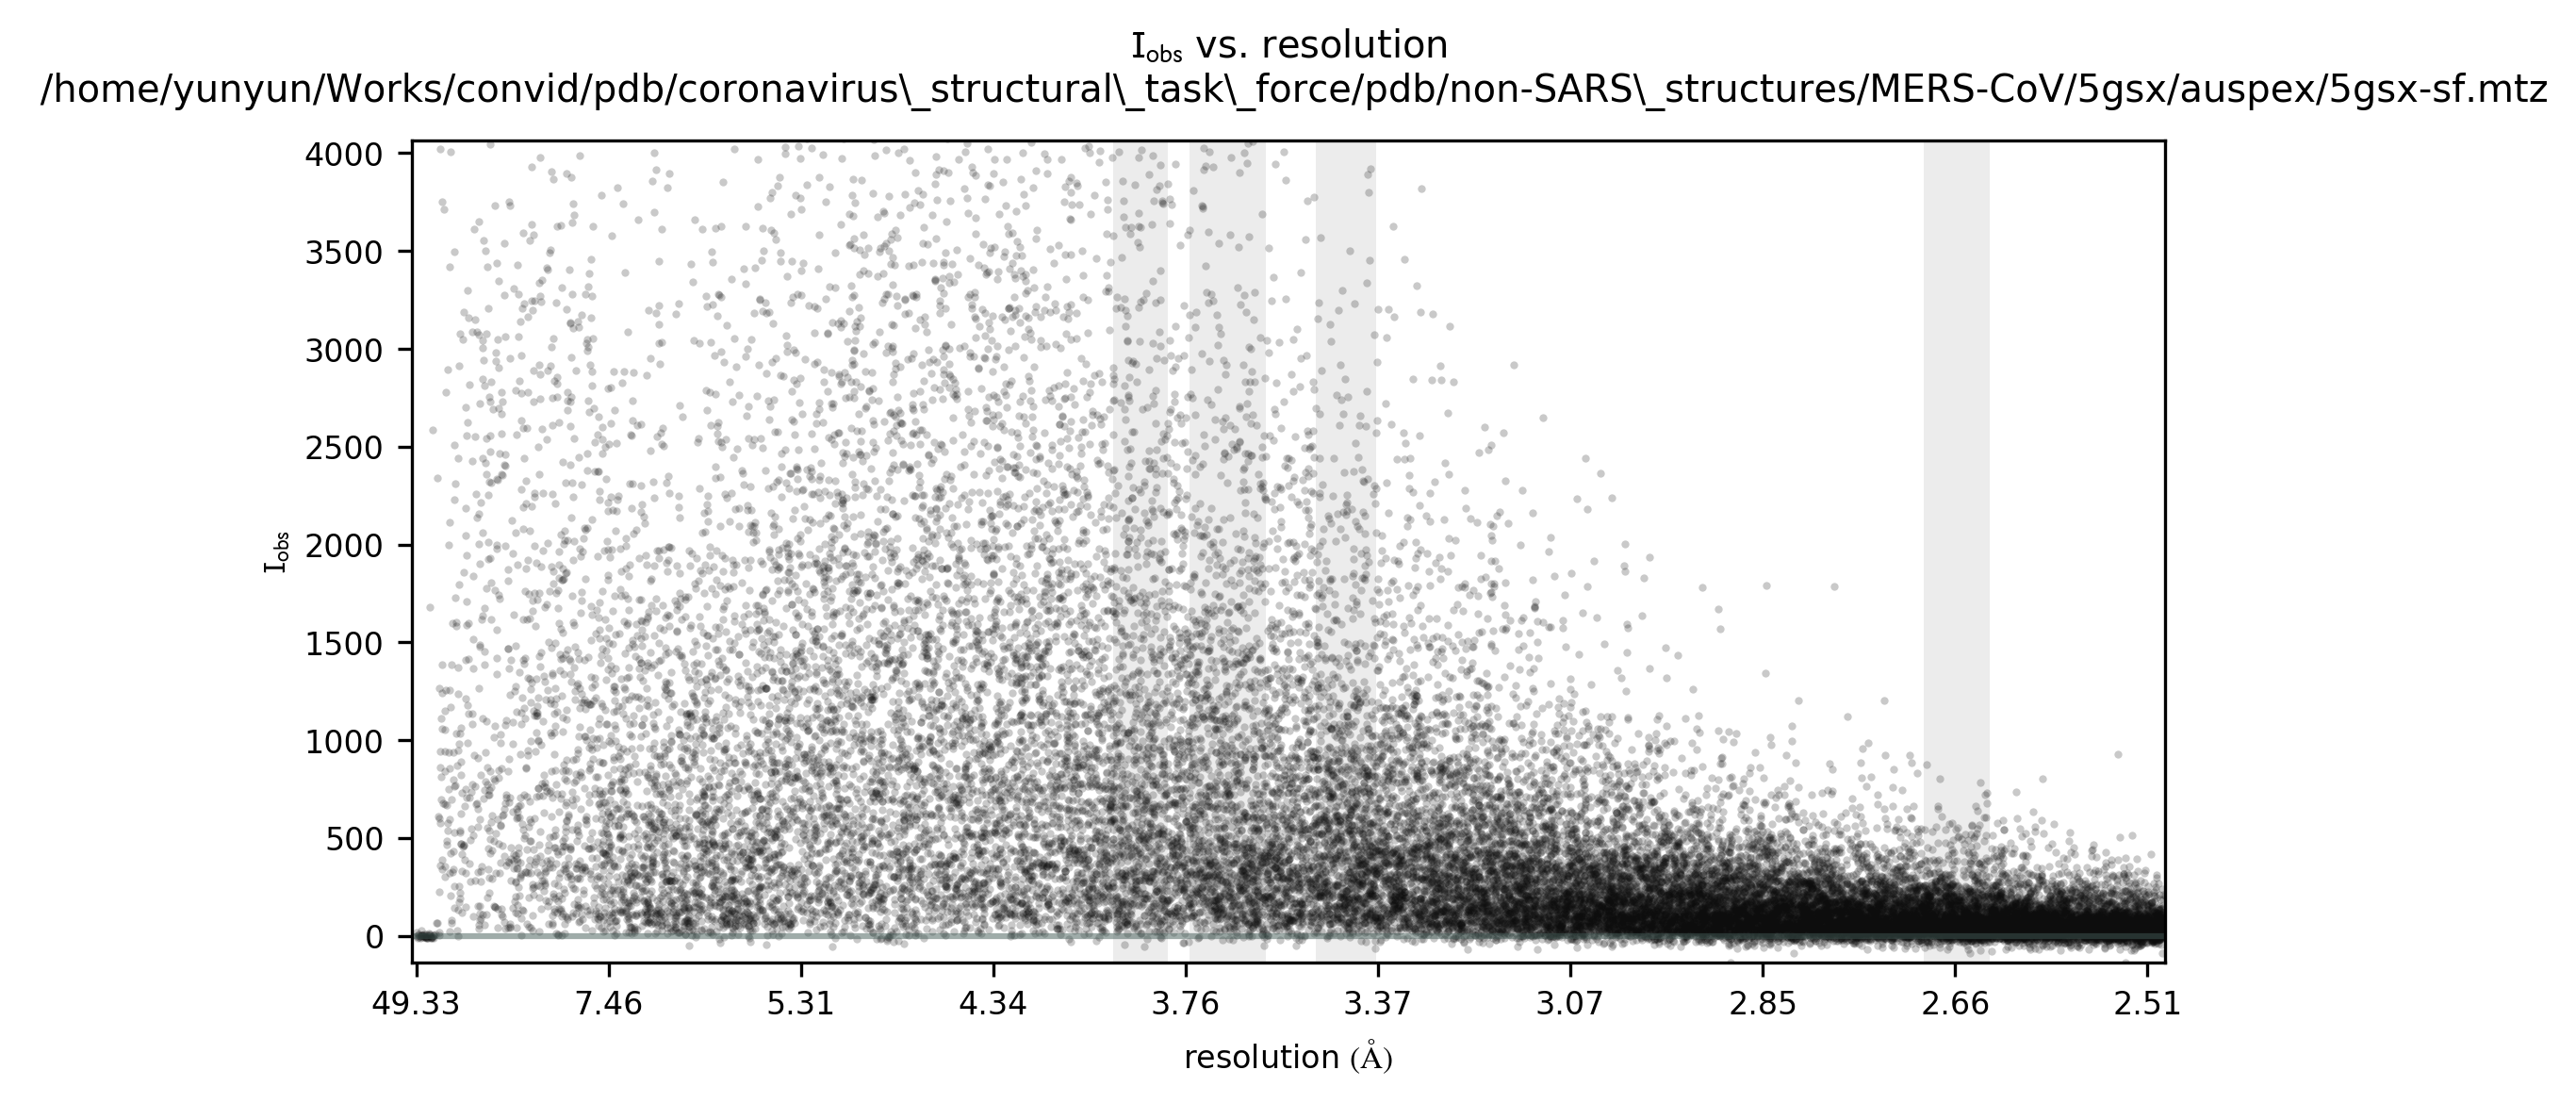 I_obs vs. resolution
/home/yunyun/Works/convid/pdb/coronavirus\_structural\_task\_force/pdb/non-SARS\_structures/MERS-CoV/5gsx/auspex/5gsx-sf.mtz
4000
3500
3000
2500
2000
1500
1000
500
0
I_obs
49.33 7.46 5.31 4.34 3.76 3.37 3.07 2.85 2.66 2.51
resolution (Å)